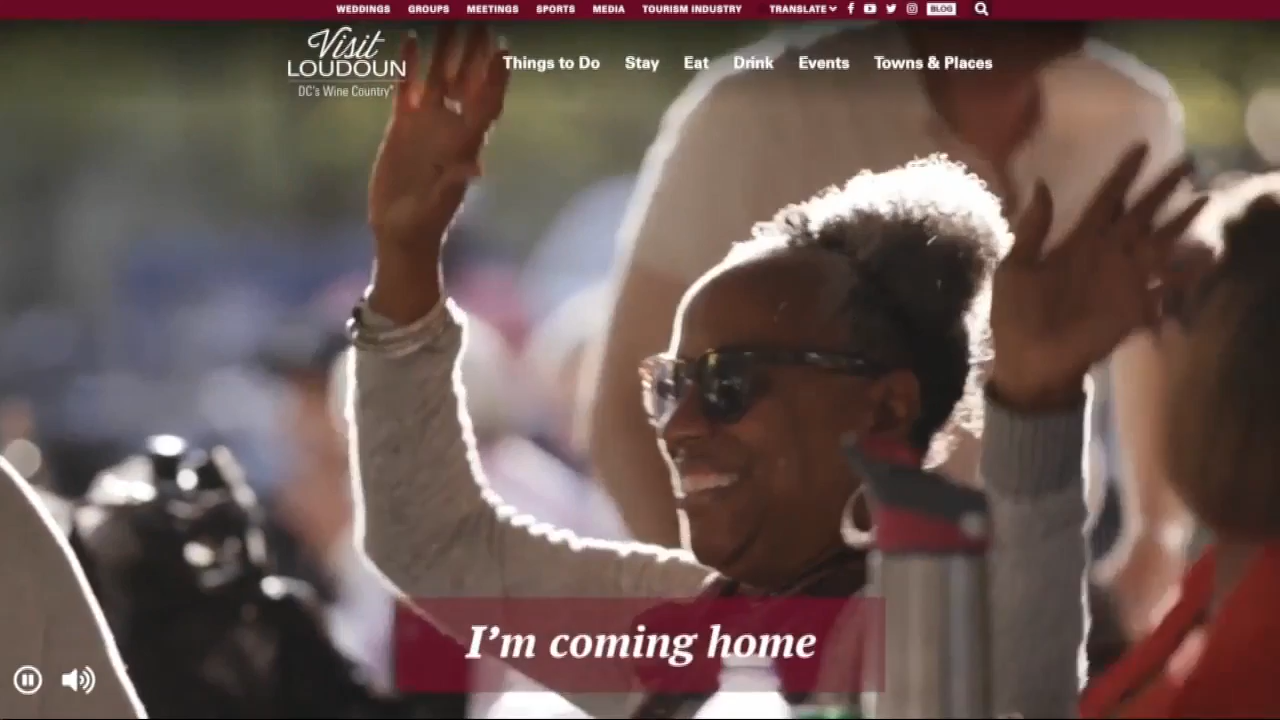 WEDDINGS GROUPS MEETINGS SPORTS MEDIA TOURISM INDUSTRY TRANSLATE BLOG
Visit
LOUDOUN
DC's Wine Country®
Things to Do Stay Eat Drink Events Towns & Places
I'm coming home